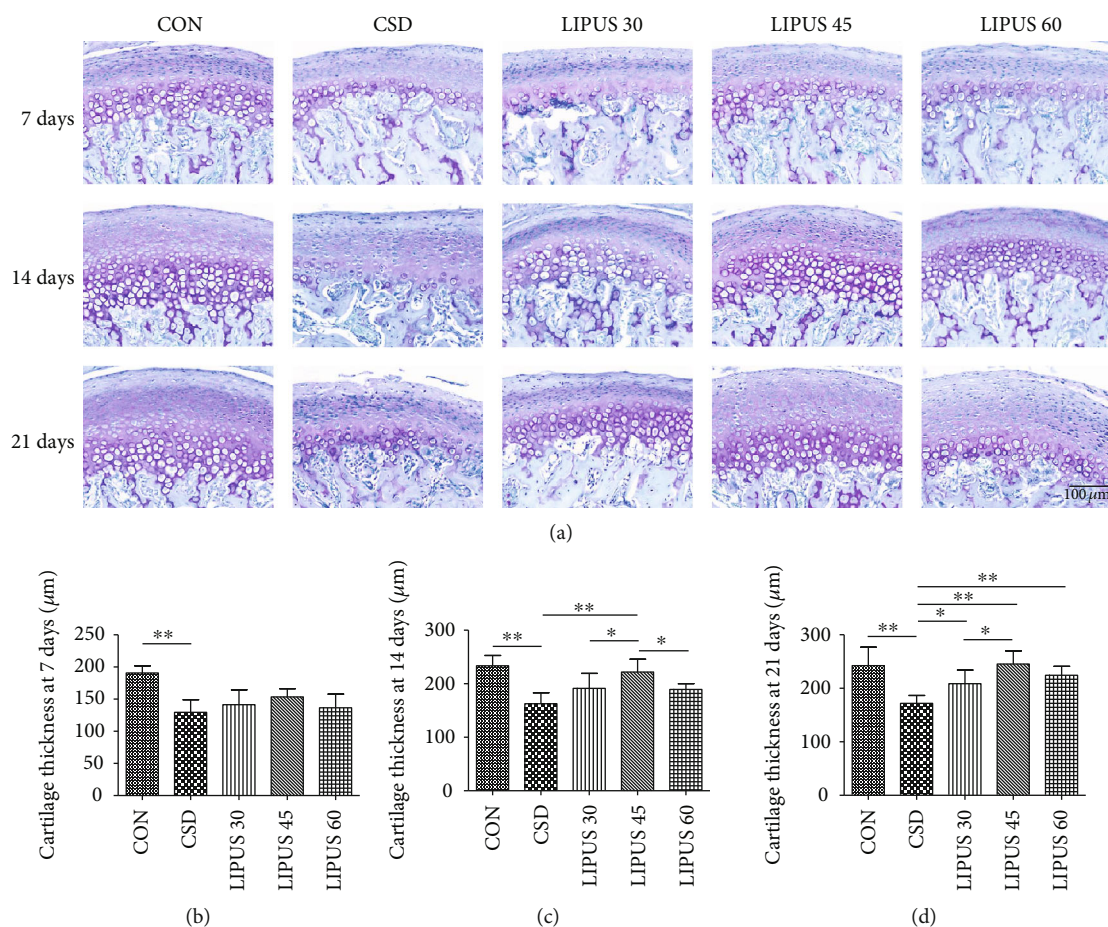 CON CSD LIPUS 30 LIPUS 45 LIPUS 60
7 days
14 days
21 days
100 μm
(a)
Cartilage thickness at 7 days (μm)
250
200
150
100
50
0
**
CON
CSD
LIPUS 30
LIPUS 45
LIPUS 60
(b)
Cartilage thickness at 14 days (μm)
300
200
100
0
**
**
*
*
CON
CSD
LIPUS 30
LIPUS 45
LIPUS 60
(c)
Cartilage thickness at 21 days (μm)
300
200
100
0
**
**
**
*
*
CON
CSD
LIPUS 30
LIPUS 45
LIPUS 60
(d)